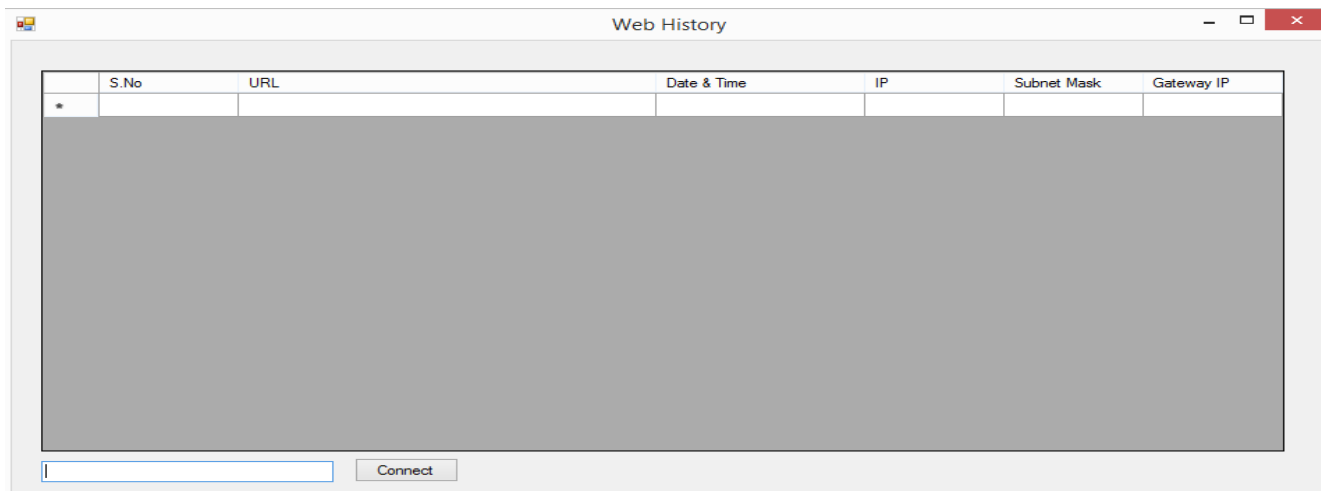 Web History
S.No URL Date & Time IP Subnet Mask Gateway IP
*
Connect